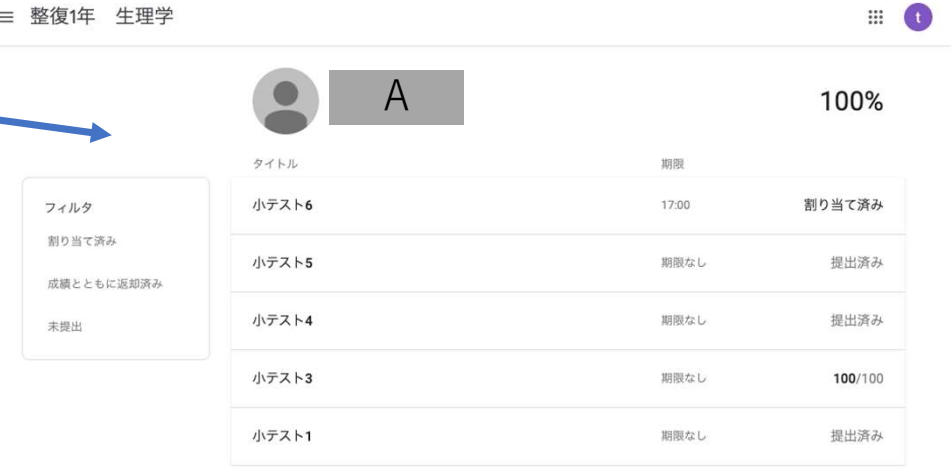 整復1年 生理学
t
A
100%
タイトル 期限
フィルタ
割り当て済み
成績とともに返却済み
未提出
小テスト6 17:00 割り当て済み
小テスト5 期限なし 提出済み
小テスト4 期限なし 提出済み
小テスト3 期限なし 100/100
小テスト1 期限なし 提出済み